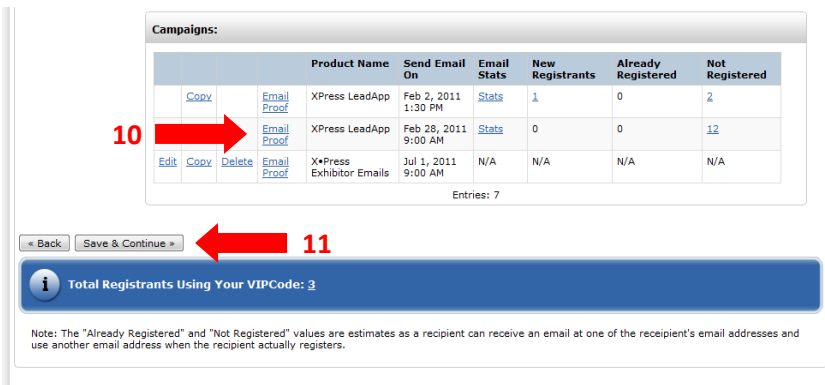 Campaigns:
Product Name Send Email On Email Stats New Registrants Already Registered Not Registered
Copy Email Proof XPress LeadApp Feb 2, 2011 1:30 PM Stats 1 0 2
10 Email Proof XPress LeadApp Feb 28, 2011 9:00 AM Stats 0 0 12
Edit Copy Delete Email Proof X•Press Exhibitor Emails Jul 1, 2011 9:00 AM N/A N/A N/A N/A
Entries: 7
« Back Save & Continue » 11
i Total Registrants Using Your VIPCode: 3
Note: The "Already Registered" and "Not Registered" values are estimates as a recipient can receive an email at one of the receipient's email addresses and
use another email address when the recipient actually registers.